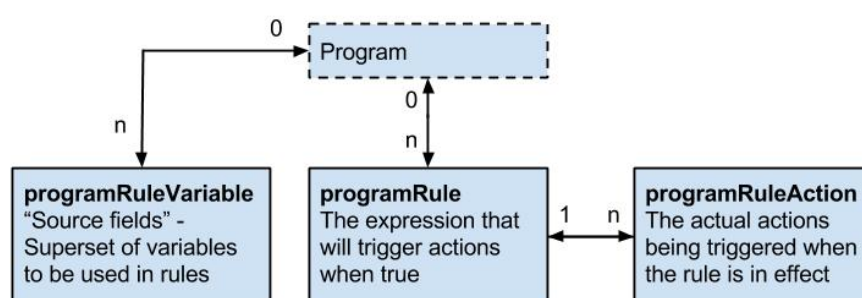 0
Program
0
n
n
programRuleVariable
“Source fields” -
Superset of variables
to be used in rules
programRule
The expression that
will trigger actions
when true
1 n
programRuleAction
The actual actions
being triggered when
the rule is in effect